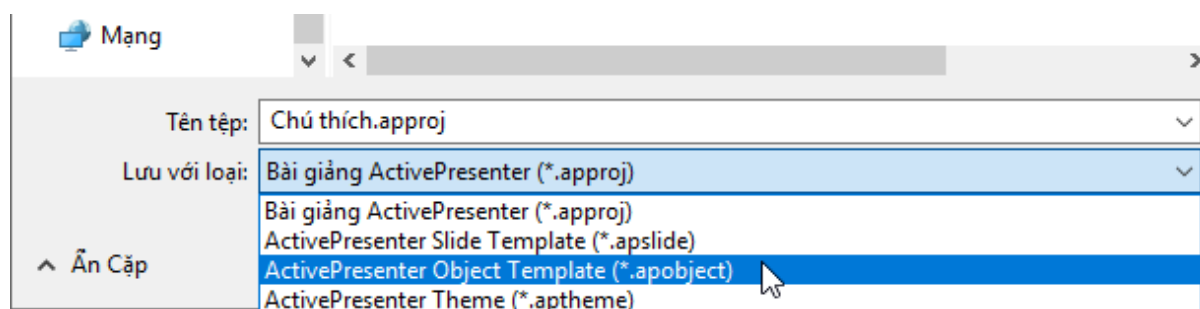 Mạng
Tên tệp: Chú thích.approj
Lưu với loại: Bài giảng ActivePresenter (*.approj)
Bài giảng ActivePresenter (*.approj)
ActivePresenter Slide Template (*.apslide)
Ẩn Cặp
ActivePresenter Object Template (*.apobject)
ActivePresenter Theme (*.aptheme)